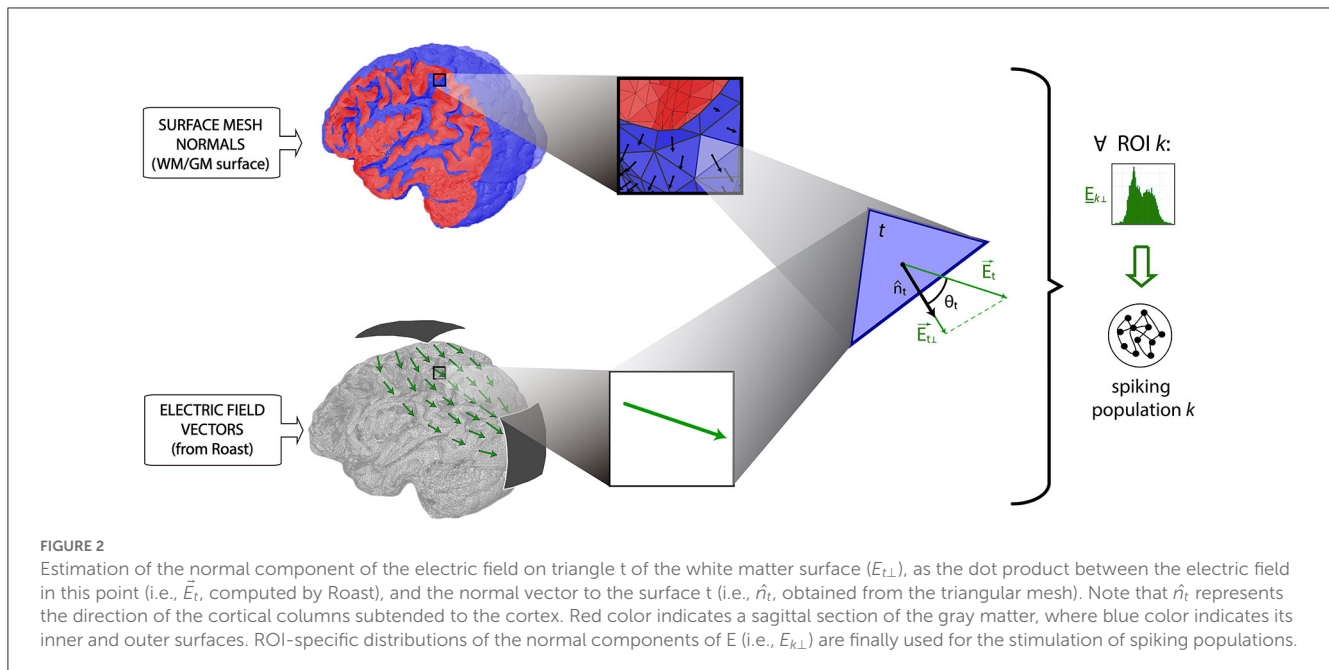 SURFACE MESH
NORMALS
(WM/GM surface)
ELECTRIC FIELD
VECTORS
(from Roast)
t
n̂t
E⃗t
θt
E⃗t⊥
∀ ROI k:
Ek⊥
spiking
population k
FIGURE 2
Estimation of the normal component of the electric field on triangle t of the white matter surface (Et⊥), as the dot product between the electric field
in this point (i.e., E⃗t, computed by Roast), and the normal vector to the surface t (i.e., n̂t, obtained from the triangular mesh). Note that n̂t represents
the direction of the cortical columns subtended to the cortex. Red color indicates a sagittal section of the gray matter, where blue color indicates its
inner and outer surfaces. ROI-specific distributions of the normal components of E (i.e., Ek⊥) are finally used for the stimulation of spiking populations.